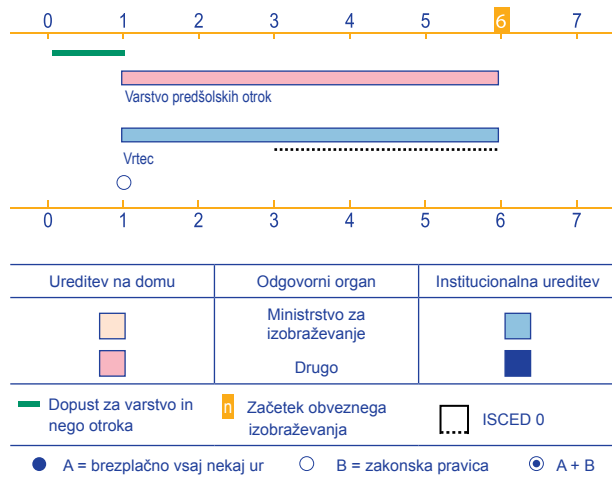 0 1 2 3 4 5 6 7
Varstvo predšolskih otrok
Vrtec
0 1 2 3 4 5 6 7
Ureditev na domu Odgovorni organ Institucionalna ureditev
Ministrstvo za
izobraževanje
Drugo
Dopust za varstvo in
nego otroka
n Začetek obveznega
izobraževanja
ISCED 0
A = brezplačno vsaj nekaj ur B = zakonska pravica A + B